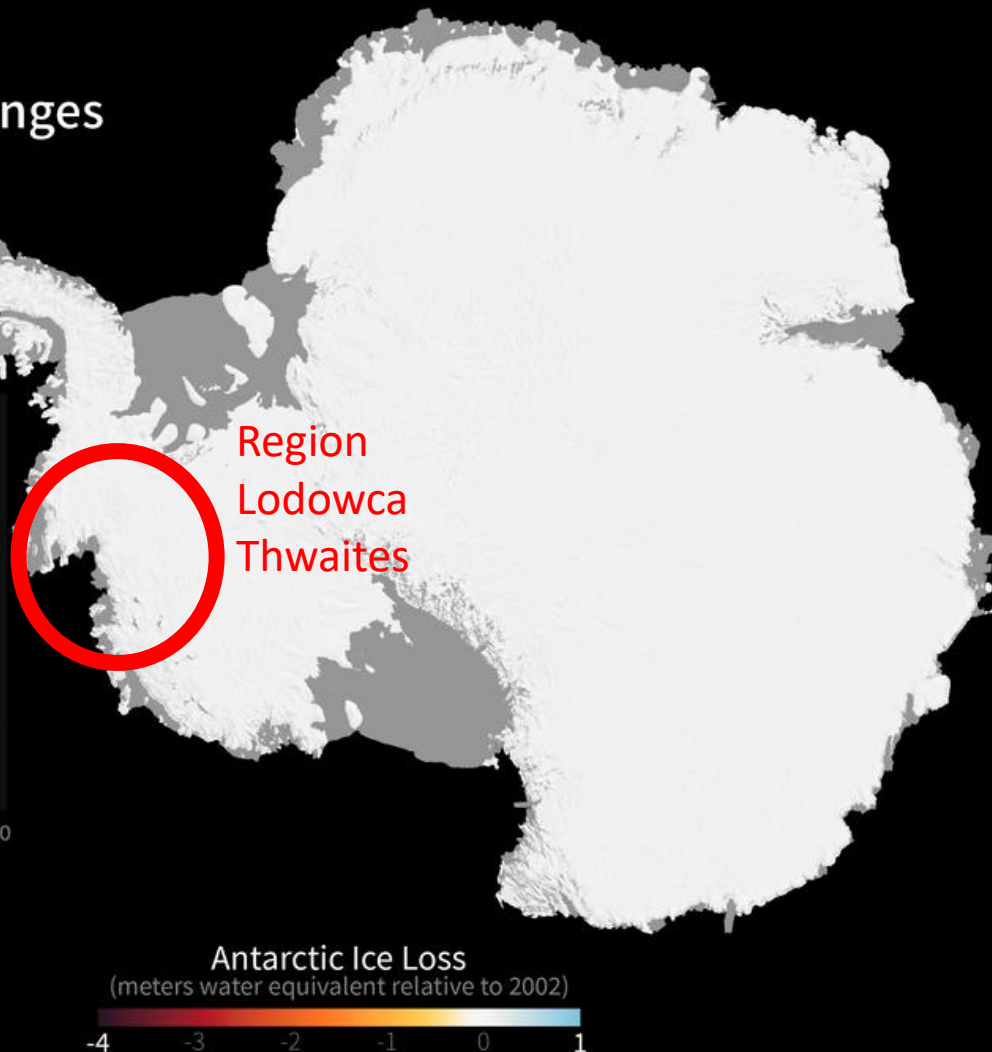 nges
Region
Lodowca
Thwaites
0
Antarctic Ice Loss
(meters water equivalent relative to 2002)
-4 -3 -2 -1 0 1